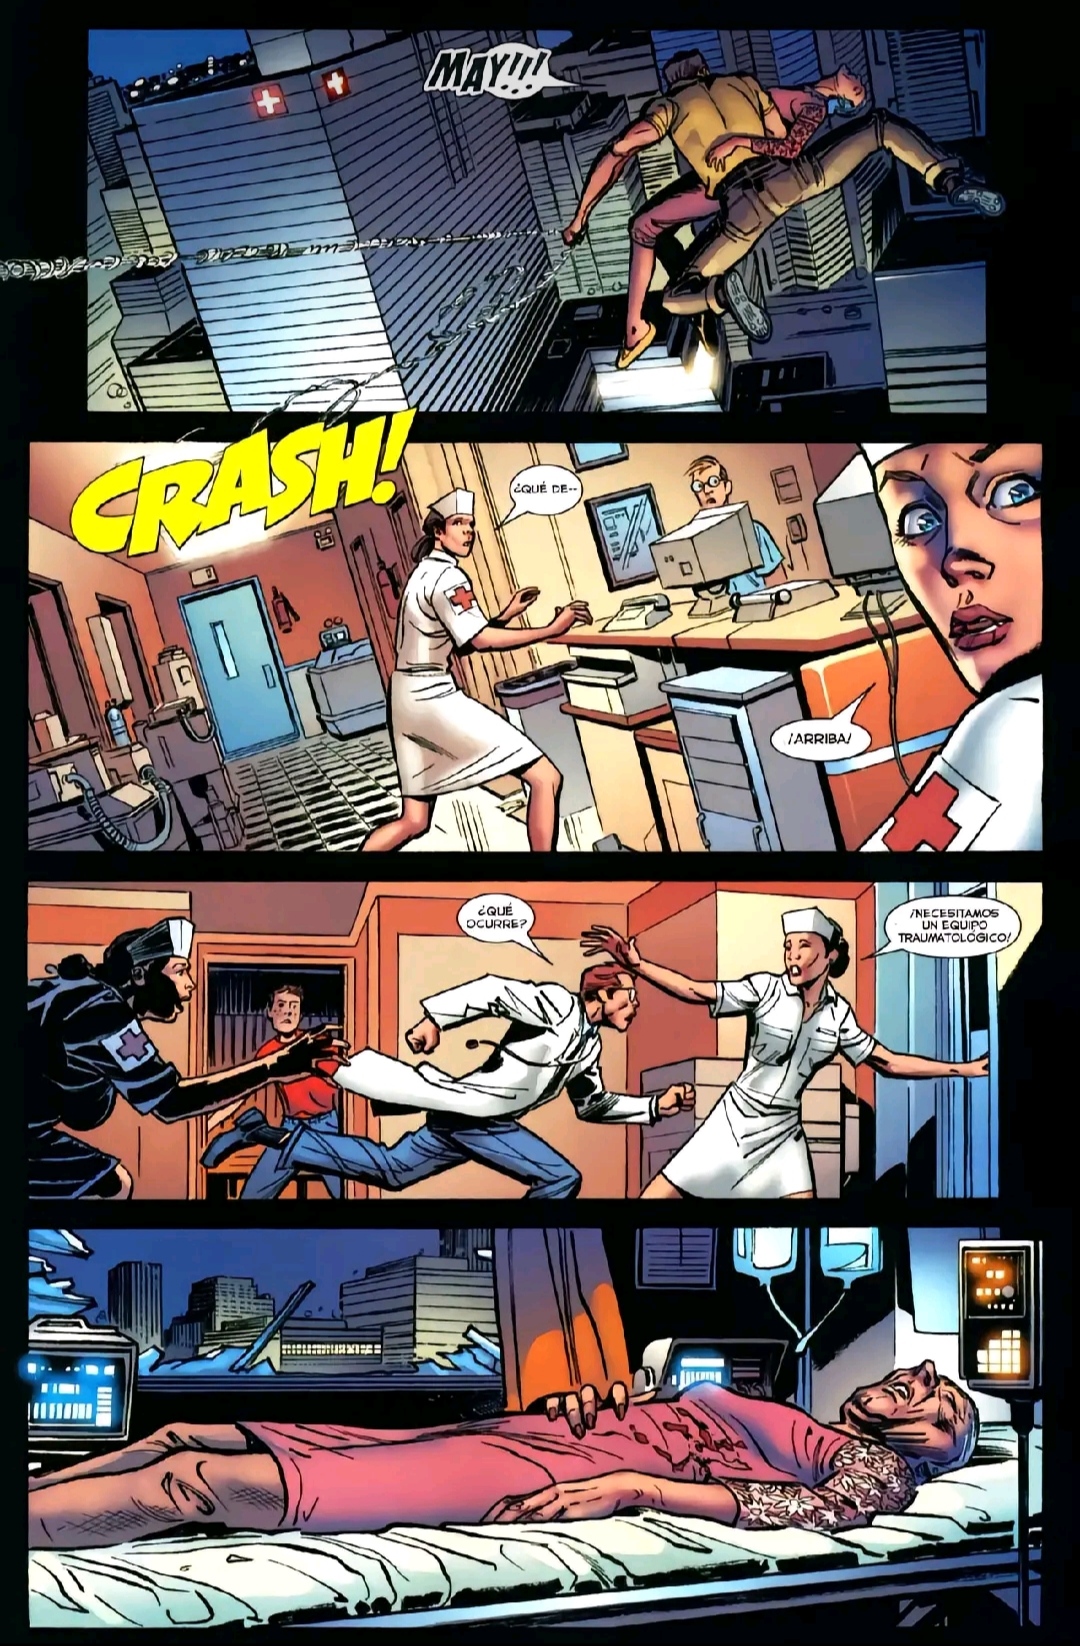 MAY!!!
CRASH!
¿QUÉ DE--
¡ARRIBA!
¿QUÉ
OCURRE?
¡NECESITAMOS
UN EQUIPO
TRAUMATOLÓGICO!